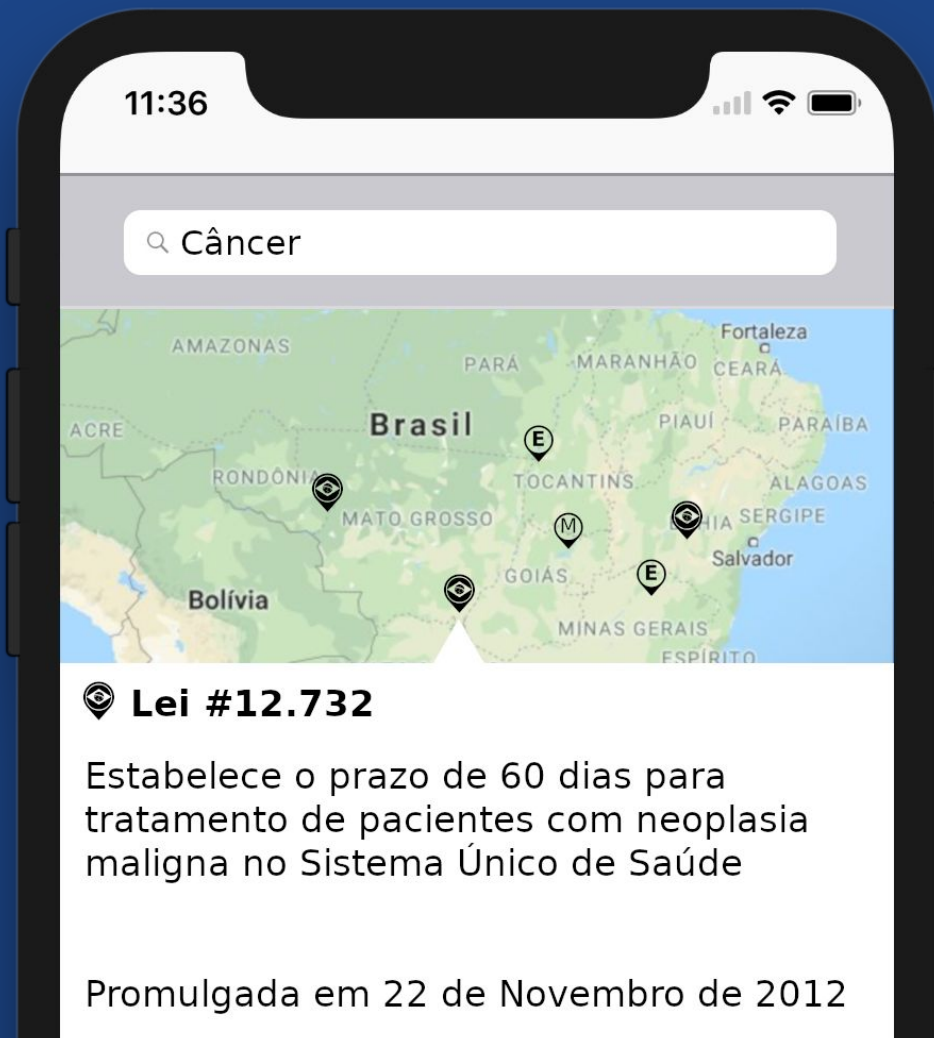 11:36
Câncer
Fortaleza
AMAZONAS
PARÁ
MARANHÃO
CEARÁ
Brasil
PIAUÍ
PARAÍBA
ACRE
E
RONDÔNIA
TOCANTINS
ALAGOAS
MATO GROSSO
M
HIA
SERGIPE
Salvador
GOIÁS
E
Bolívia
MINAS GERAIS
ESPÍRITO
Lei #12.732
Estabelece o prazo de 60 dias para
tratamento de pacientes com neoplasia
maligna no Sistema Único de Saúde
Promulgada em 22 de Novembro de 2012